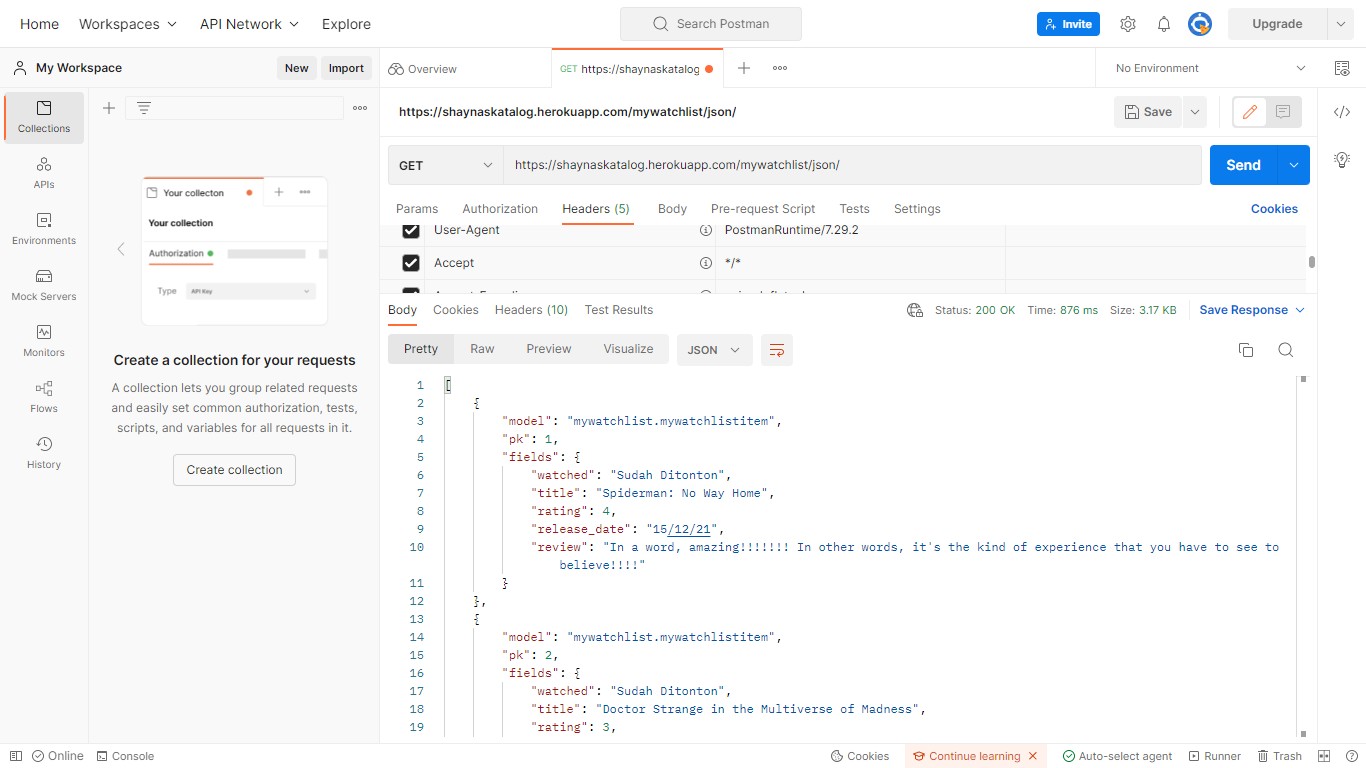 Home Workspaces API Network Explore Search Postman Invite Upgrade
My Workspace New Import Overview GET https://shaynaskatalog No Environment
Collections
APIs
Environments
Mock Servers
Monitors
Flows
History
Your collecton
Your collection
Authorization
Type API Key
Create a collection for your requests
A collection lets you group related requests
and easily set common authorization, tests,
scripts, and variables for all requests in it.
Create collection
https://shaynaskatalog.herokuapp.com/mywatchlist/json/ Save
GET https://shaynaskatalog.herokuapp.com/mywatchlist/json/ Send
Params Authorization Headers (5) Body Pre-request Script Tests Settings Cookies
User-Agent PostmanRuntime/7.29.2
Accept */*
Body Cookies Headers (10) Test Results Status: 200 OK Time: 876 ms Size: 3.17 KB Save Response
Pretty Raw Preview Visualize JSON
1 [
2 {
3 "model": "mywatchlist.mywatchlistitem",
4 "pk": 1,
5 "fields": {
6 "watched": "Sudah Ditonton",
7 "title": "Spiderman: No Way Home",
8 "rating": 4,
9 "release_date": "15/12/21",
10 "review": "In a word, amazing!!!!!!! In other words, it's the kind of experience that you have to see to
believe!!!!"
11 }
12 },
13 {
14 "model": "mywatchlist.mywatchlistitem",
15 "pk": 2,
16 "fields": {
17 "watched": "Sudah Ditonton",
18 "title": "Doctor Strange in the Multiverse of Madness",
19 "rating": 3,
Online Console Cookies Continue learning Auto-select agent Runner Trash